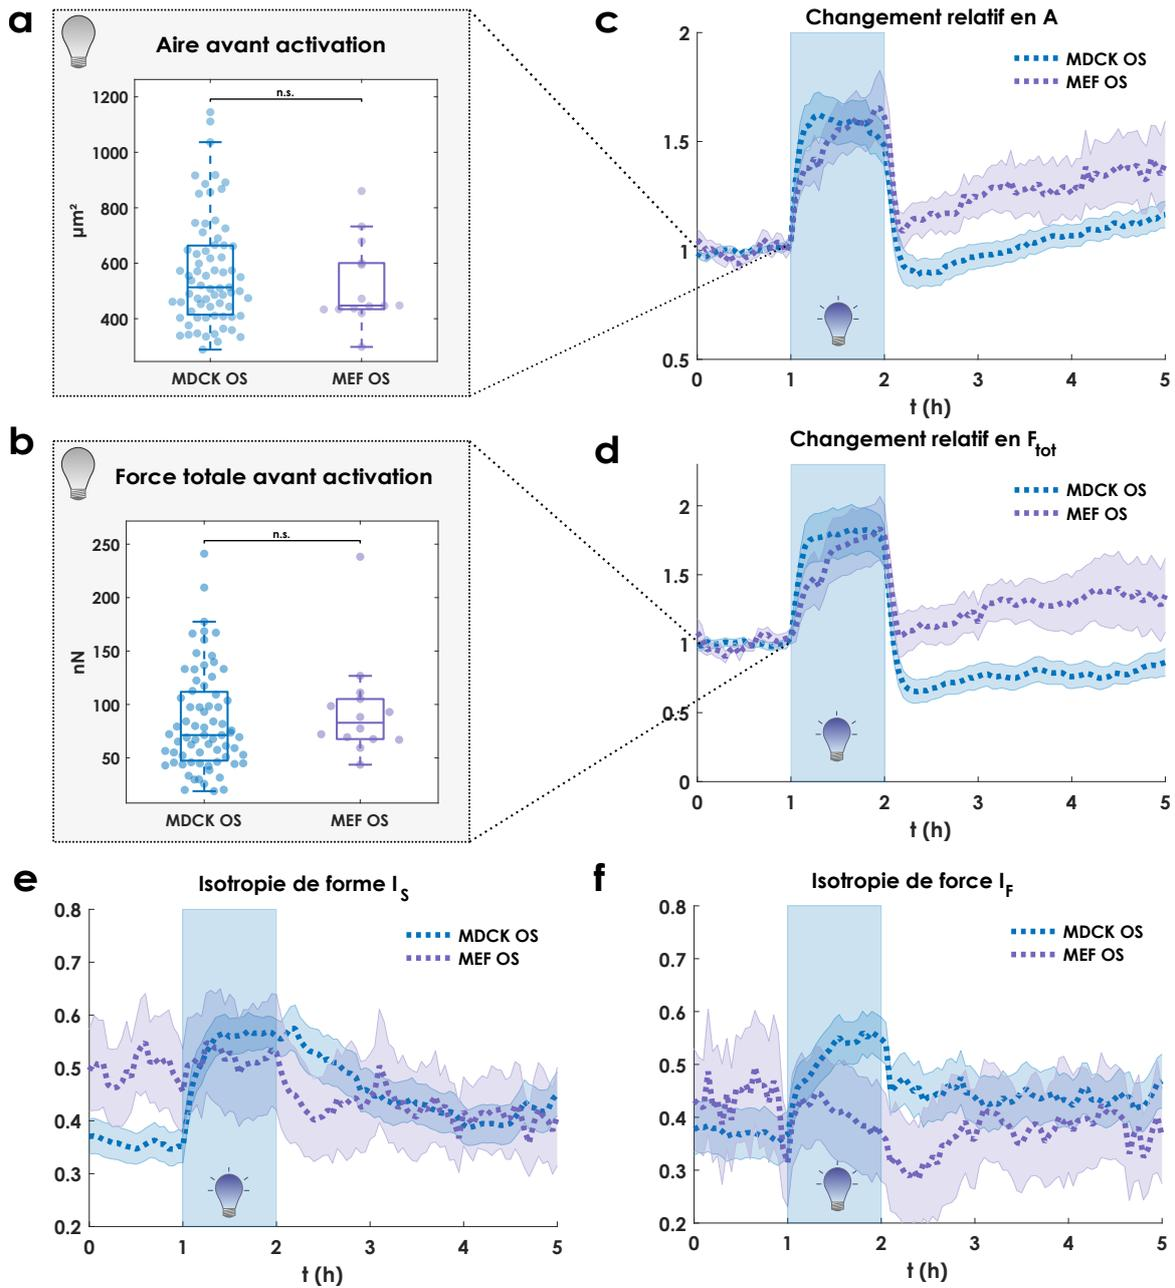 a
Aire avant activation
n.s.
1200
1000
800
600
400
µm²
MDCK OS
MEF OS
c
Changement relatif en A
MDCK OS
MEF OS
2
1.5
1
0.5
0 1 2 3 4 5
t (h)
b
Force totale avant activation
n.s.
250
200
150
100
50
nN
MDCK OS
MEF OS
d
Changement relatif en Ftot
MDCK OS
MEF OS
2
1.5
1
0.5
0
0 1 2 3 4 5
t (h)
e
Isotropie de forme IS
MDCK OS
MEF OS
0.8
0.7
0.6
0.5
0.4
0.3
0.2
0 1 2 3 4 5
t (h)
f
Isotropie de force IF
MDCK OS
MEF OS
0.8
0.7
0.6
0.5
0.4
0.3
0.2
0 1 2 3 4 5
t (h)